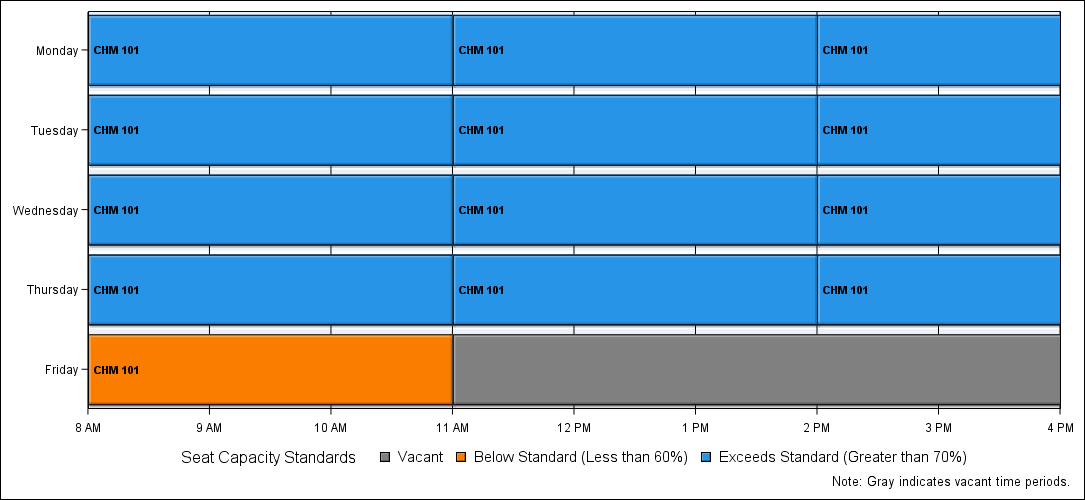 Monday CHM 101 CHM 101 CHM 101
Tuesday CHM 101 CHM 101 CHM 101
Wednesday CHM 101 CHM 101 CHM 101
Thursday CHM 101 CHM 101 CHM 101
Friday CHM 101
8 AM 9 AM 10 AM 11 AM 12 PM 1 PM 2 PM 3 PM 4 PM
Seat Capacity Standards Vacant Below Standard (Less than 60%) Exceeds Standard (Greater than 70%)
Note: Gray indicates vacant time periods.